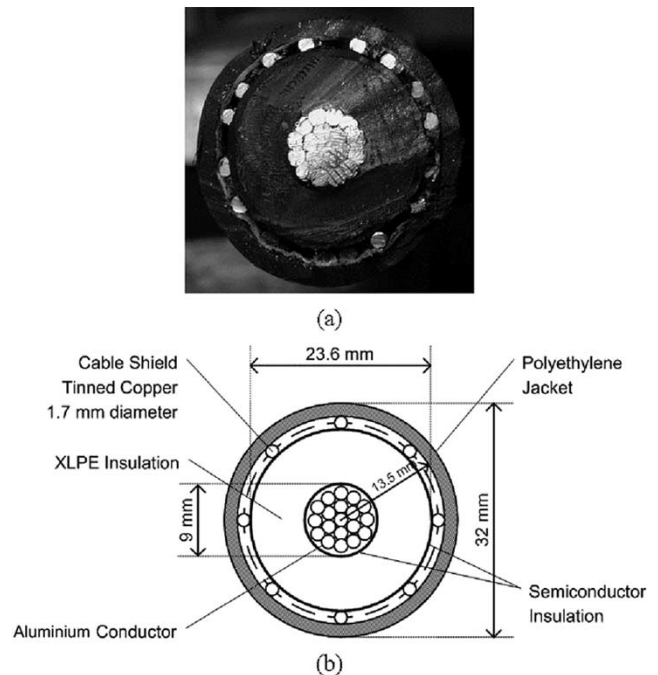 (a)
23.6 mm
Cable Shield
Tinned Copper
1.7 mm diameter
Polyethylene
Jacket
XLPE Insulation
13.5 mm
9 mm
32 mm
Semiconductor
Insulation
Aluminium Conductor
(b)